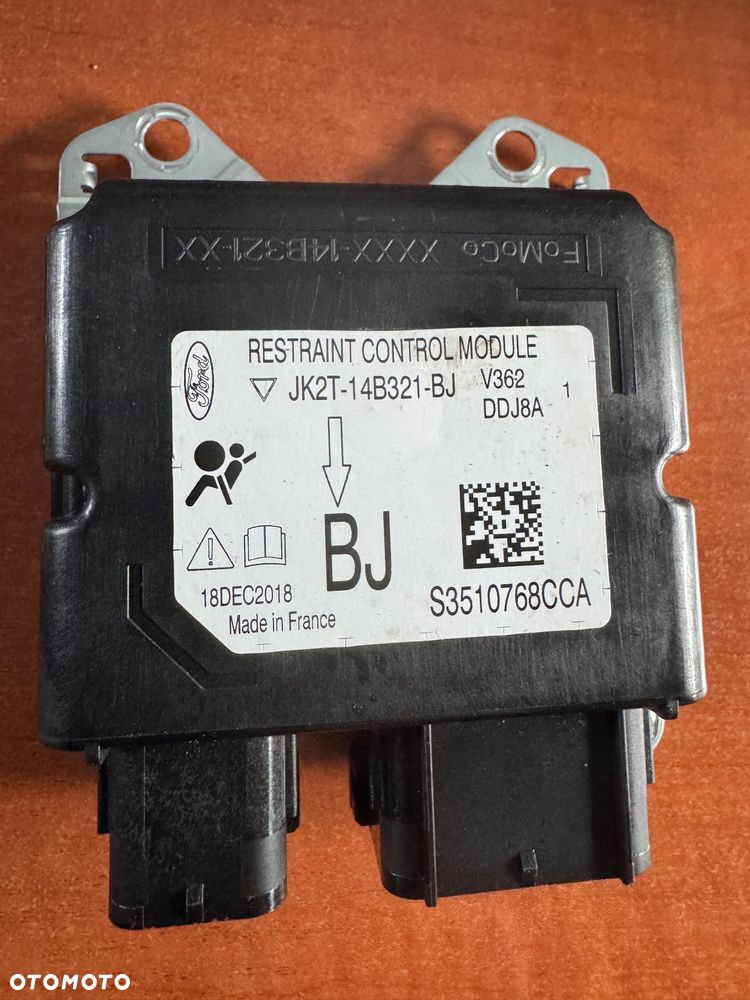 FoMoCo XXXX-14B321-XX
Ford
RESTRAINT CONTROL MODULE
JK2T-14B321-BJ V362 1
DDJ8A
BJ
18DEC2018
Made in France
S3510768CCA
OTOMOTO